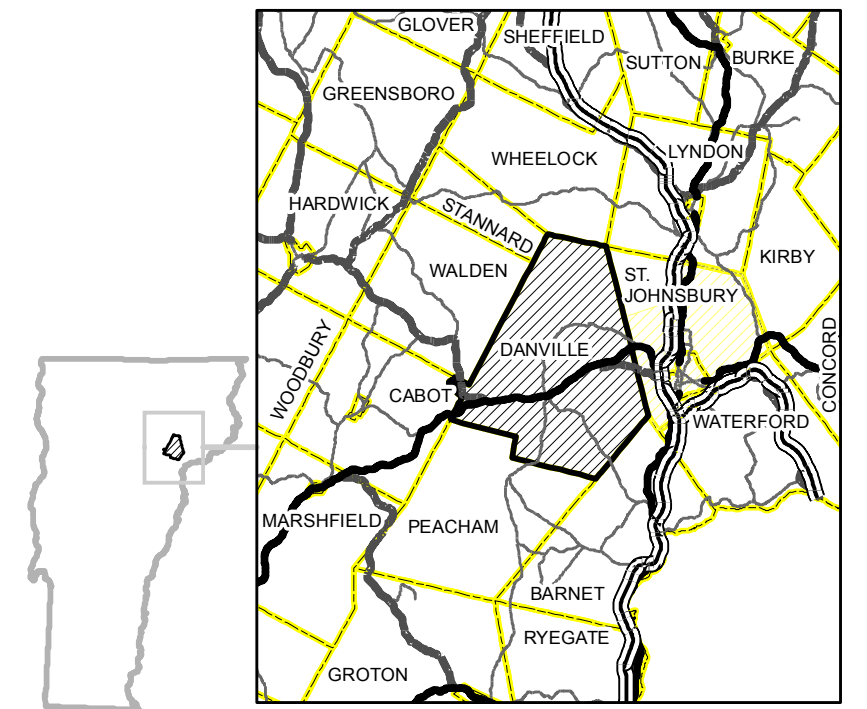 GLOVER
SHEFFIELD
SUTTON
BURKE
GREENSBORO
WHEELOCK
LYNDON
HARDWICK
STANNARD
KIRBY
WALDEN
ST.
JOHNSBURY
WOODBURY
DANVILLE
CONCORD
CABOT
WATERFORD
MARSHFIELD
PEACHAM
BARNET
RYEGATE
GROTON